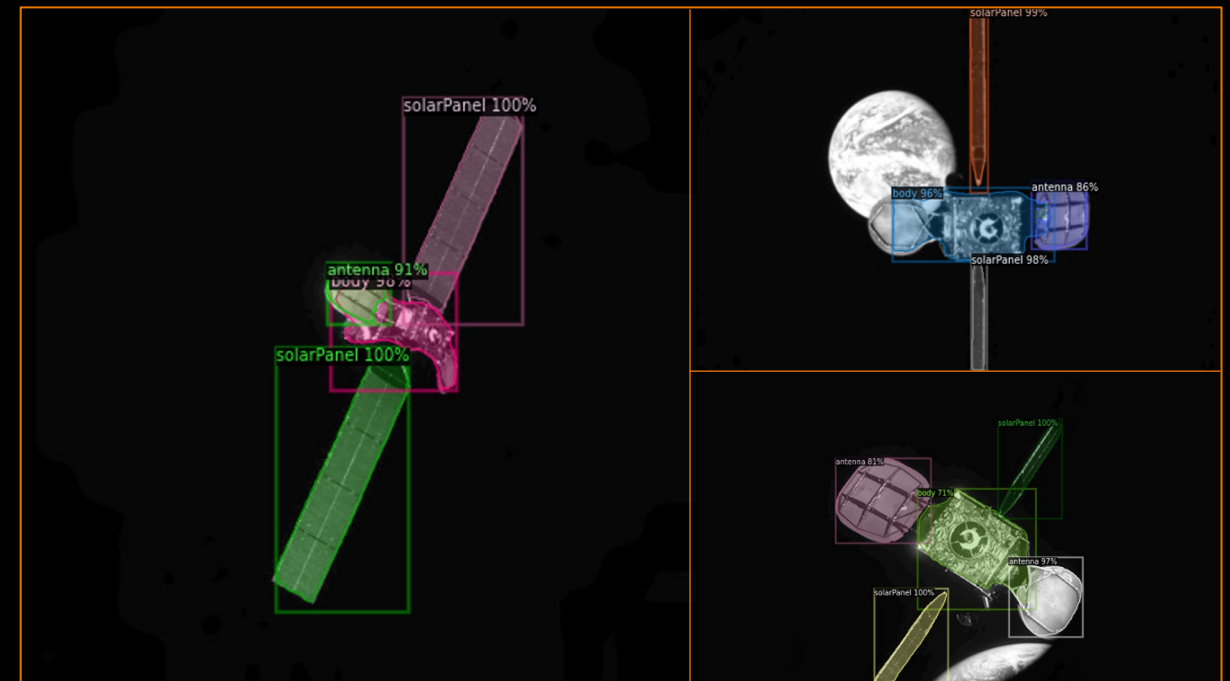 solarPanel 100%
antenna 91%
body 98%
solarPanel 100%
solarPanel 99%
body 96%
antenna 86%
solarPanel 98%
solarPanel 100%
antenna 81%
body 71%
antenna 97%
solarPanel 100%